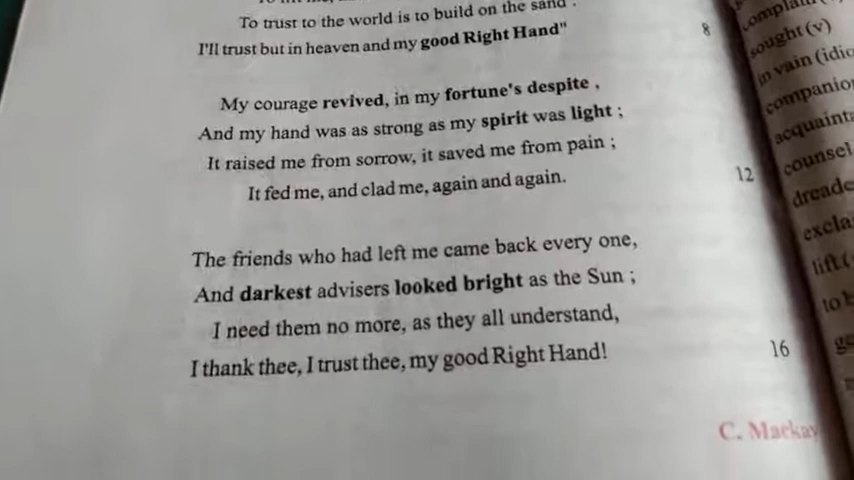 To trust to the world is to build on the sand :
I'll trust but in heaven and my good Right Hand"
8
My courage revived, in my fortune's despite ,
And my hand was as strong as my spirit was light ;
It raised me from sorrow, it saved me from pain ;
It fed me, and clad me, again and again.
12
The friends who had left me came back every one,
And darkest advisers looked bright as the Sun ;
I need them no more, as they all understand,
I thank thee, I trust thee, my good Right Hand!
16
C. Mackay
sought (v)
in vain
counsel